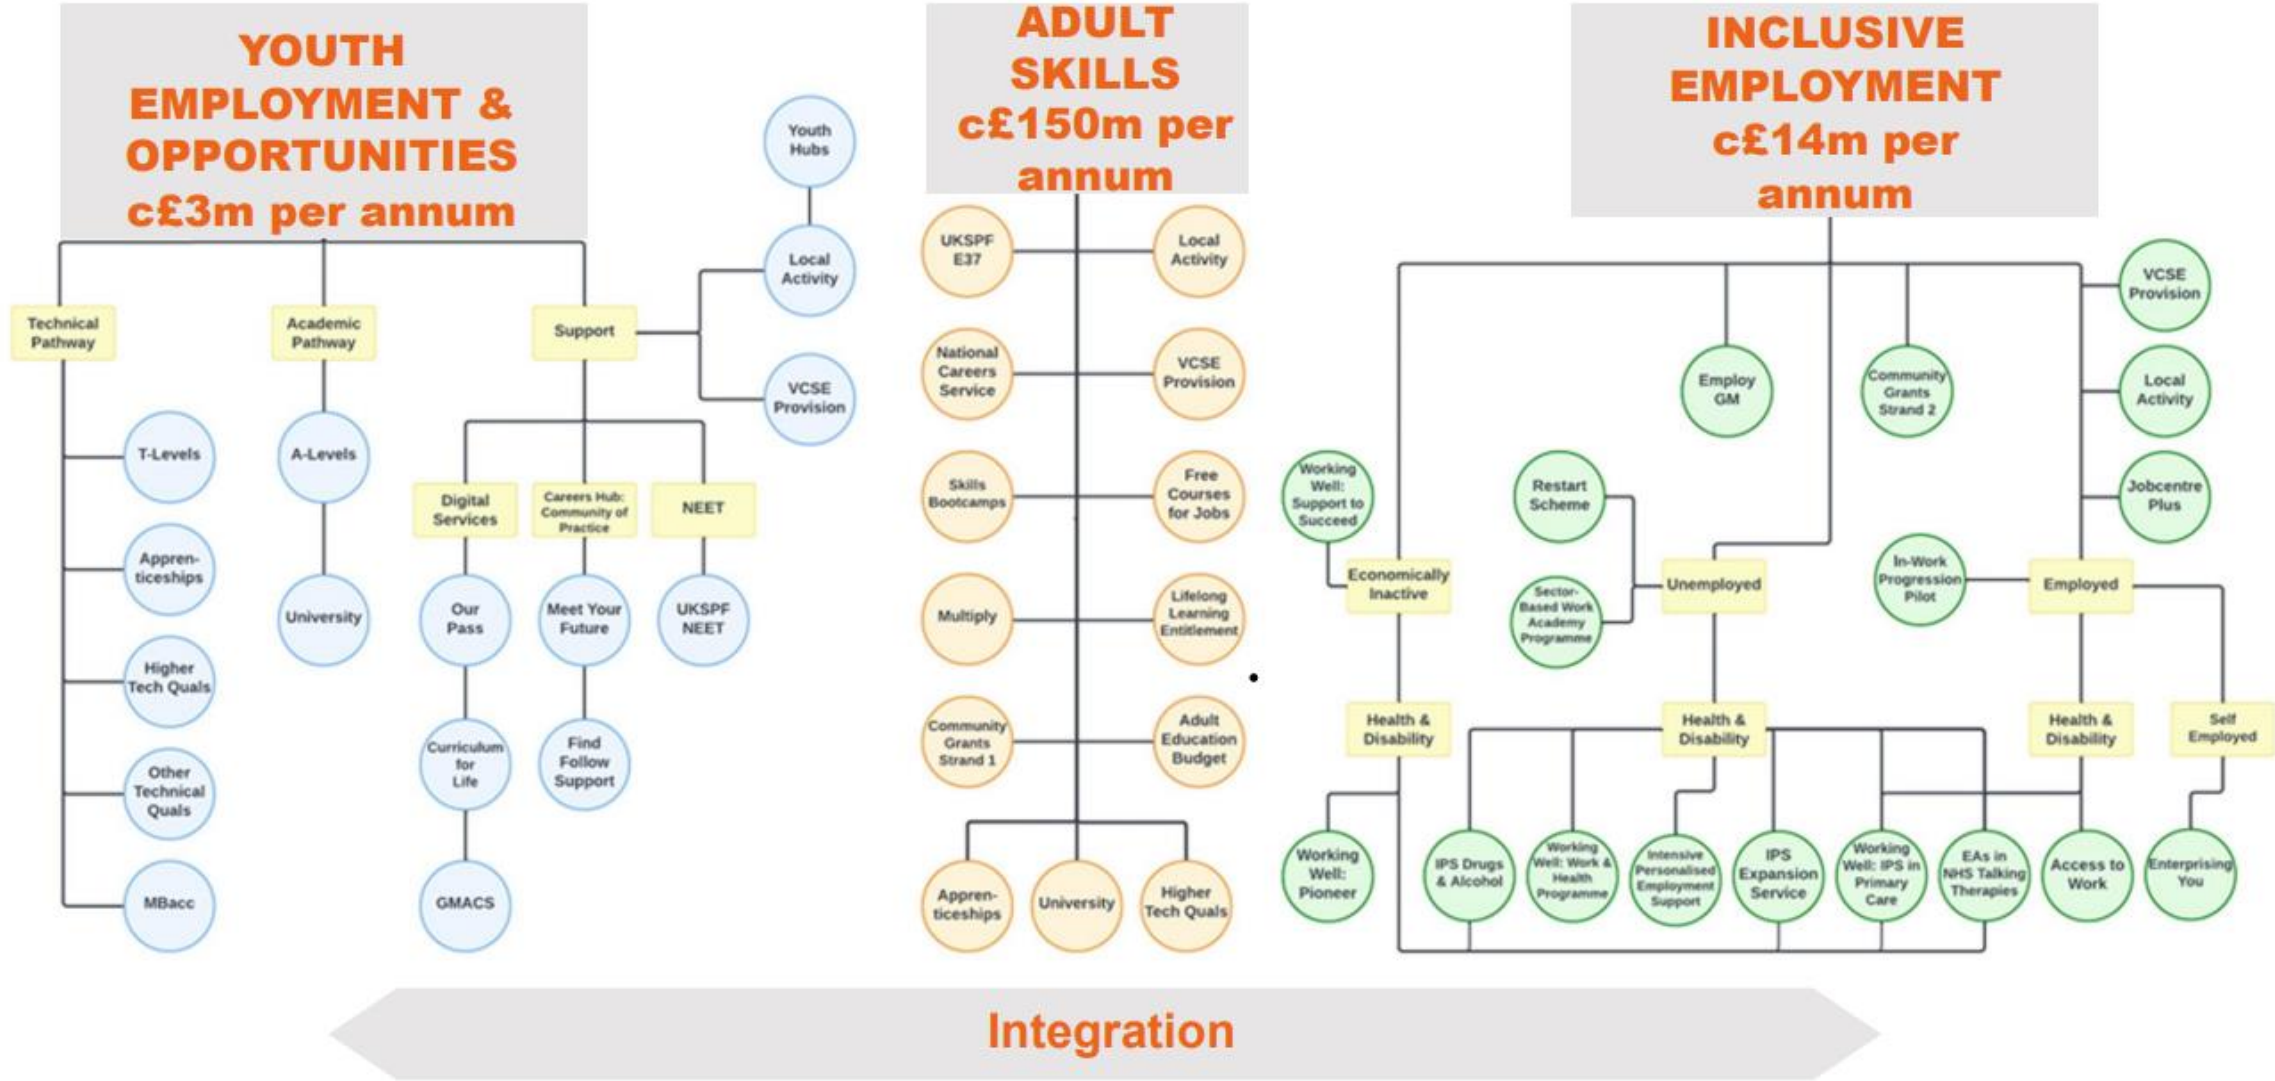 YOUTH
EMPLOYMENT &
OPPORTUNITIES
c£3m per annum
Technical
Pathway
T-Levels
Appren-
ticeships
Higher
Tech Quals
Other
Technical
Quals
MBacc
Academic
Pathway
A-Levels
University
Support
Youth
Hubs
Local
Activity
VCSE
Provision
Digital
Services
Our
Pass
Curriculum
for
Life
GMACS
Careers Hub:
Community of
Practice
Meet Your
Future
Find
Follow
Support
NEET
UKSPF
NEET
ADULT
SKILLS
c£150m per
annum
UKSPF
E37
Local
Activity
National
Careers
Service
VCSE
Provision
Skills
Bootcamps
Free
Courses
for Jobs
Multiply
Lifelong
Learning
Entitlement
Community
Grants
Strand 1
Adult
Education
Budget
Appren-
ticeships
University
Higher
Tech Quals
INCLUSIVE
EMPLOYMENT
c£14m per
annum
VCSE
Provision
Employ
GM
Community
Grants
Strand 2
Local
Activity
Jobcentre
Plus
Working
Well:
Support to
Succeed
Economically
Inactive
Restart
Scheme
Sector-
Based Work
Academy
Programme
Unemployed
In-Work
Progression
Pilot
Employed
Health &
Disability
Health &
Disability
Health &
Disability
Self
Employed
Working
Well:
Pioneer
IPS Drugs
& Alcohol
Working
Well: Work &
Health
Programme
Intensive
Personalised
Employment
Support
IPS
Expansion
Service
Working
Well: IPS in
Primary
Care
EAs in
NHS Talking
Therapies
Access to
Work
Enterprising
You
Integration